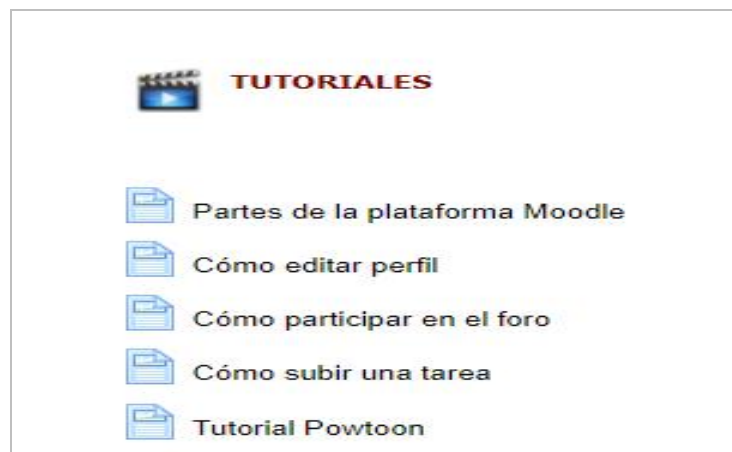 TUTORIALES
Partes de la plataforma Moodle
Cómo editar perfil
Cómo participar en el foro
Cómo subir una tarea
Tutorial Powtoon